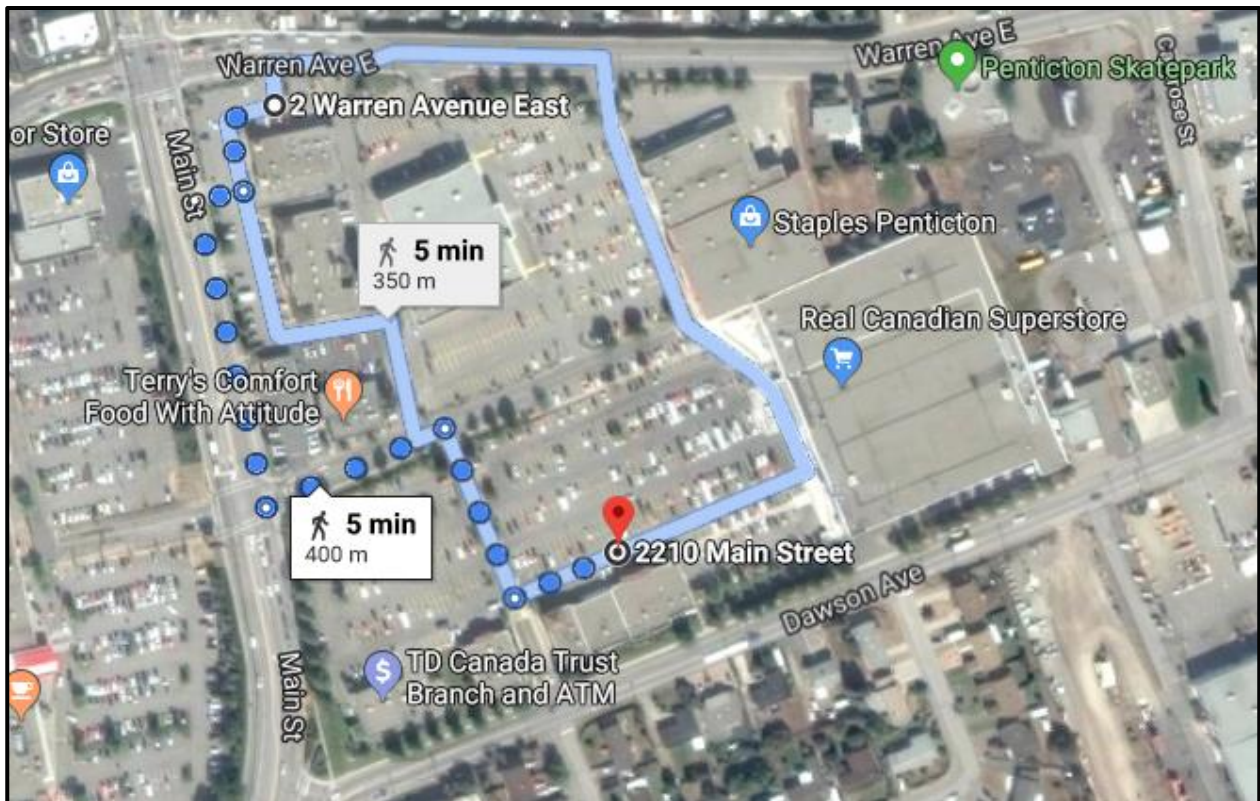 Warren Ave E
Warren Ave E
Penticton Skatepark
2 Warren Avenue East
or Store
Main St
Staples Penticton
5 min
350 m
Real Canadian Superstore
Terry's Comfort
Food With Attitude
5 min
400 m
2210 Main Street
Dawson Ave
TD Canada Trust
Branch and ATM
Main St